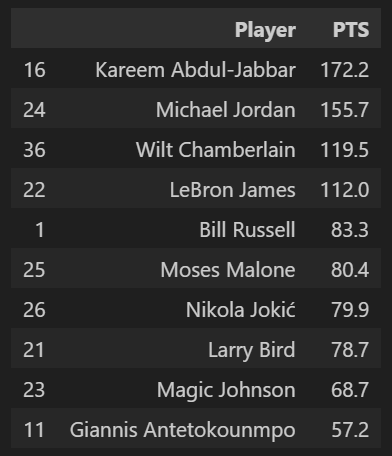 Player PTS
16 Kareem Abdul-Jabbar 172.2
24 Michael Jordan 155.7
36 Wilt Chamberlain 119.5
22 LeBron James 112.0
1 Bill Russell 83.3
25 Moses Malone 80.4
26 Nikola Jokić 79.9
21 Larry Bird 78.7
23 Magic Johnson 68.7
11 Giannis Antetokounmpo 57.2